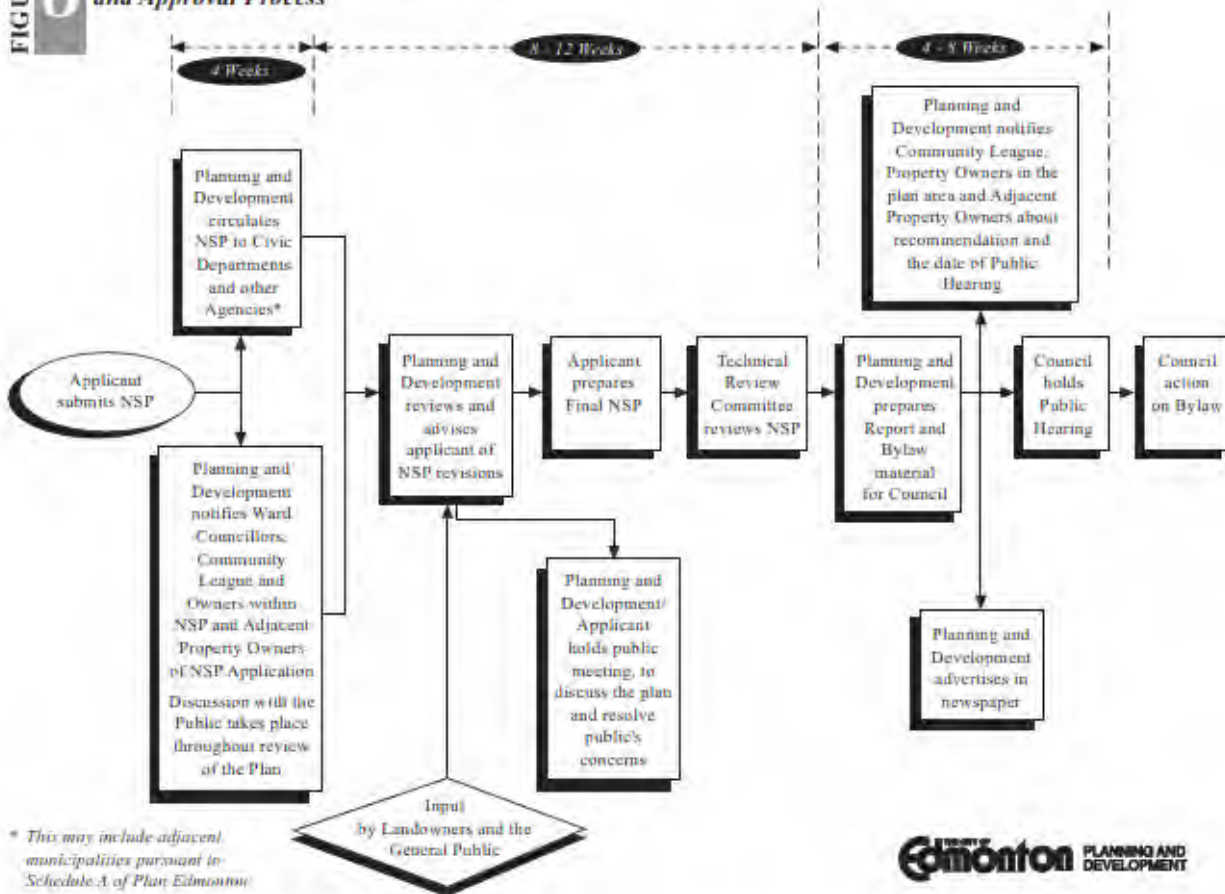 FIGU
6
and Approval Process
4 Weeks
8 - 12 Weeks
4 - 8 Weeks
Planning and
Development
circulates
NSP to Civic
Departments
and other
Agencies*
Planning and
Development notifies
Community League,
Property Owners in the
plan area and Adjacent
Property Owners about
recommendation and
the date of Public
Hearing
Applicant
submits NSP
Planning and
Development
reviews and
advises
applicant of
NSP revisions
Applicant
prepares
Final NSP
Technical
Review
Committee
reviews NSP
Planning and
Development
prepares
Report and
Bylaw
material
for Council
Council
holds
Public
Hearing
Council
action
on Bylaw
Planning and
Development
notifies Ward
Councillors,
Community
League and
Owners within
NSP and Adjacent
Property Owners
of NSP Application
Discussion with the
Public takes place
throughout review
of the Plan
Planning and
Development/
Applicant
holds public
meeting, to
discuss the plan
and resolve
public's
concerns
Planning and
Development
advertises in
newspaper
Input
by Landowners and the
General Public
* This may include adjacent
municipalities pursuant to
Schedule A of Plan Edmonton
Edmonton PLANNING AND
DEVELOPMENT